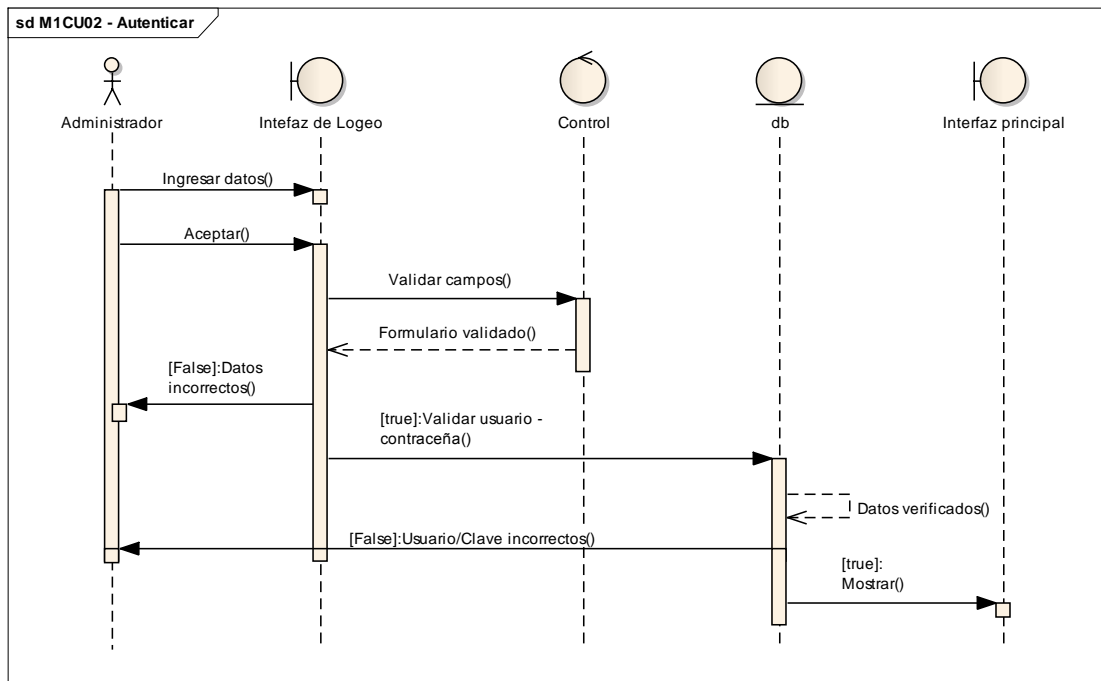 sd M1CU02 - Autenticar
Administrador
Intefaz de Logeo
Control
db
Interfaz principal
Ingresar datos()
Aceptar()
Validar campos()
Formulario validado()
[False]:Datos
incorrectos()
[true]:Validar usuario -
contraceña()
Datos verificados()
[False]:Usuario/Clave incorrectos()
[true]:
Mostrar()